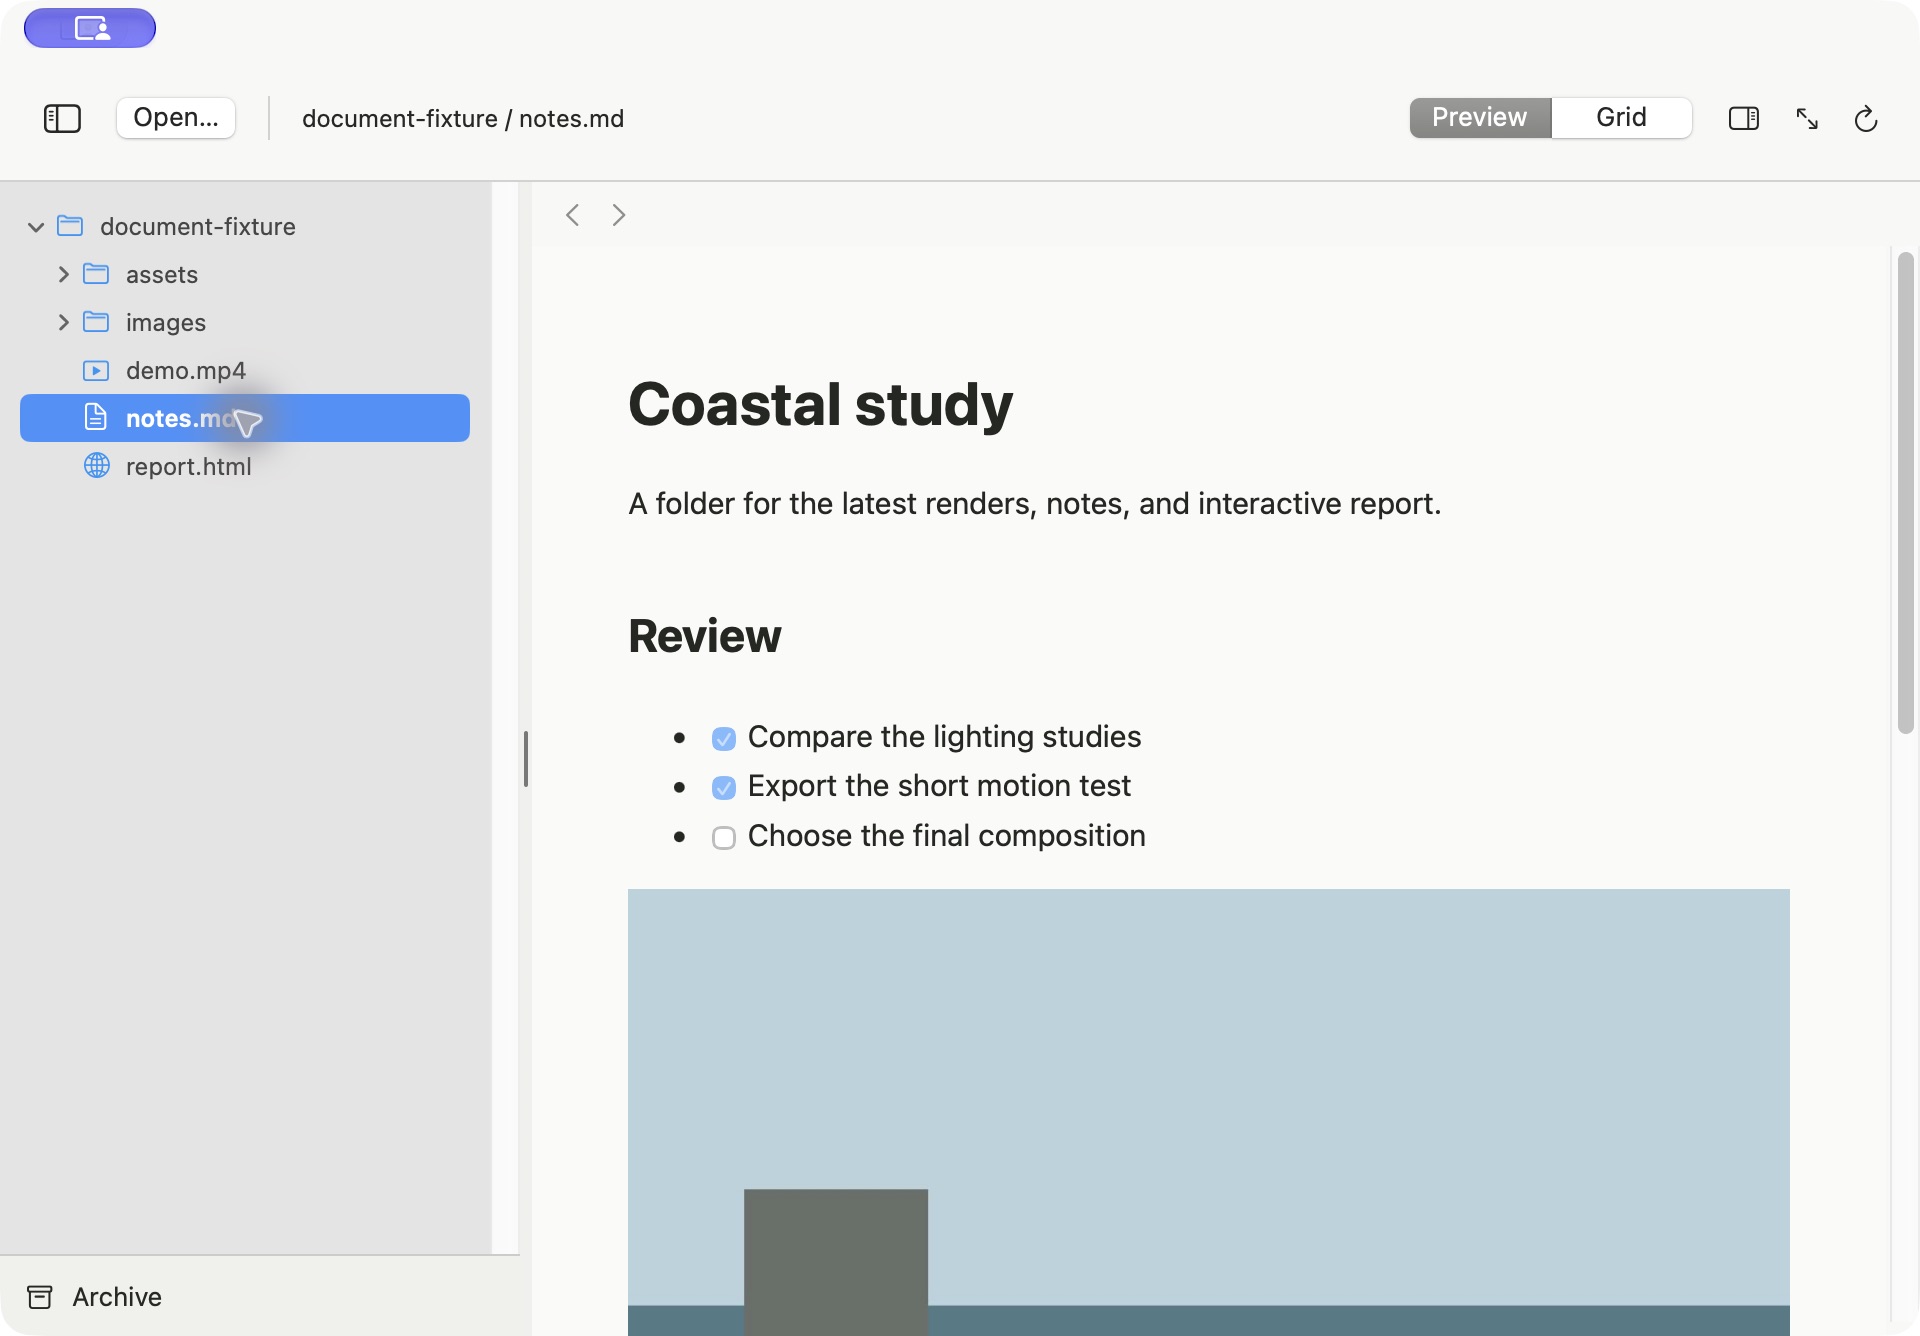 Open...
document-fixture / notes.md
Preview
Grid
document-fixture
assets
images
demo.mp4
notes.md
report.html
Archive
Coastal study
A folder for the latest renders, notes, and interactive report.
Review
Compare the lighting studies
Export the short motion test
Choose the final composition